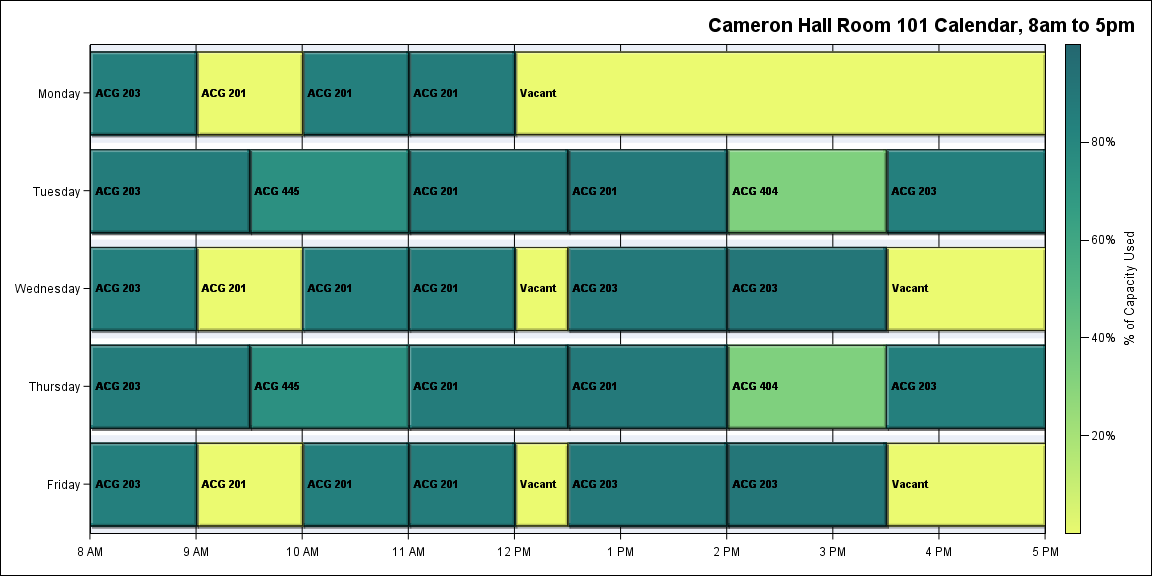 Cameron Hall Room 101 Calendar, 8am to 5pm
Monday
ACG 203
ACG 201
ACG 201
ACG 201
Vacant
Tuesday
ACG 203
ACG 445
ACG 201
ACG 201
ACG 404
ACG 203
Wednesday
ACG 203
ACG 201
ACG 201
ACG 201
Vacant
ACG 203
ACG 203
Vacant
Thursday
ACG 203
ACG 445
ACG 201
ACG 201
ACG 404
ACG 203
Friday
ACG 203
ACG 201
ACG 201
ACG 201
Vacant
ACG 203
ACG 203
Vacant
8 AM
9 AM
10 AM
11 AM
12 PM
1 PM
2 PM
3 PM
4 PM
5 PM
80%
60%
40%
20%
% of Capacity Used